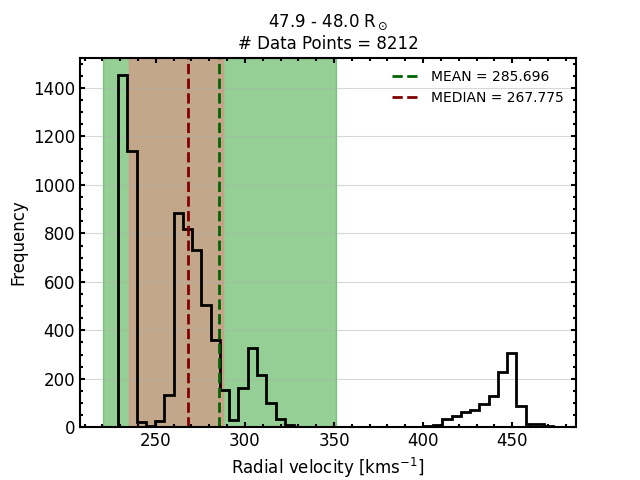 47.9 - 48.0 R⊙
# Data Points = 8212
MEAN = 285.696
MEDIAN = 267.775
1400
1200
1000
800
600
400
200
0
Frequency
250
300
350
400
450
Radial velocity [kms⁻¹]